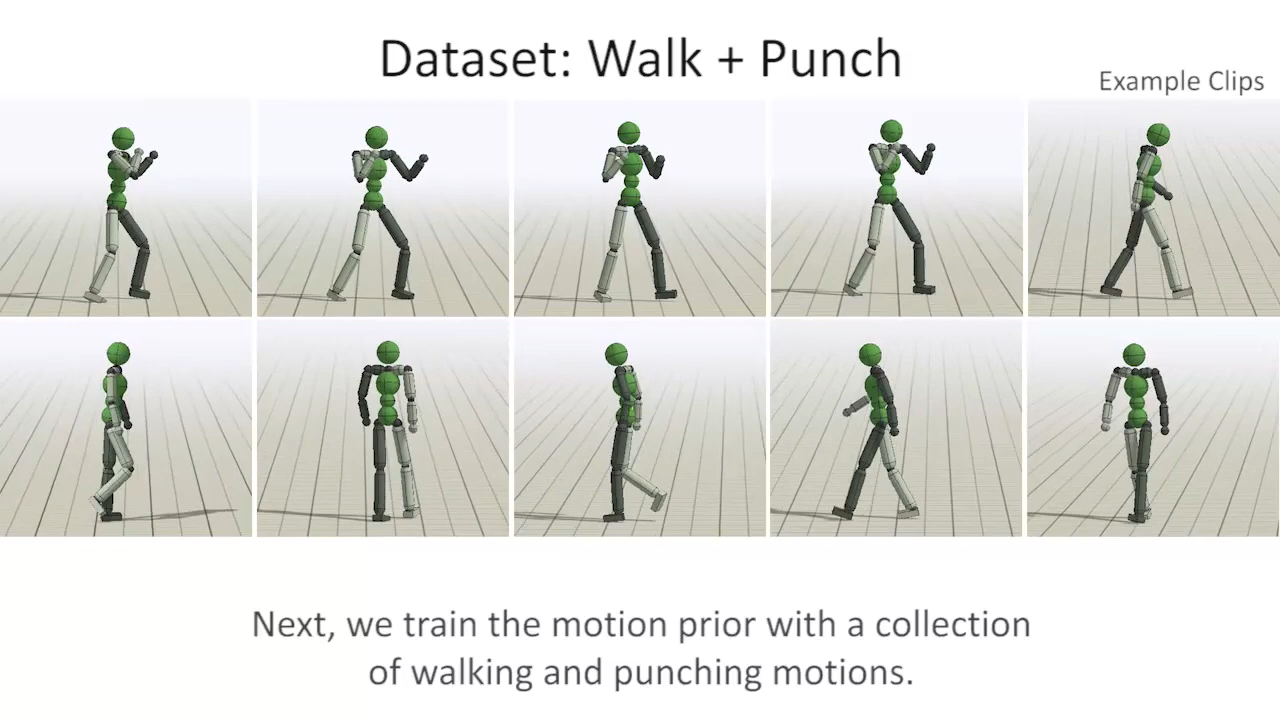 Dataset: Walk + Punch
Example Clips
Next, we train the motion prior with a collection
of walking and punching motions.